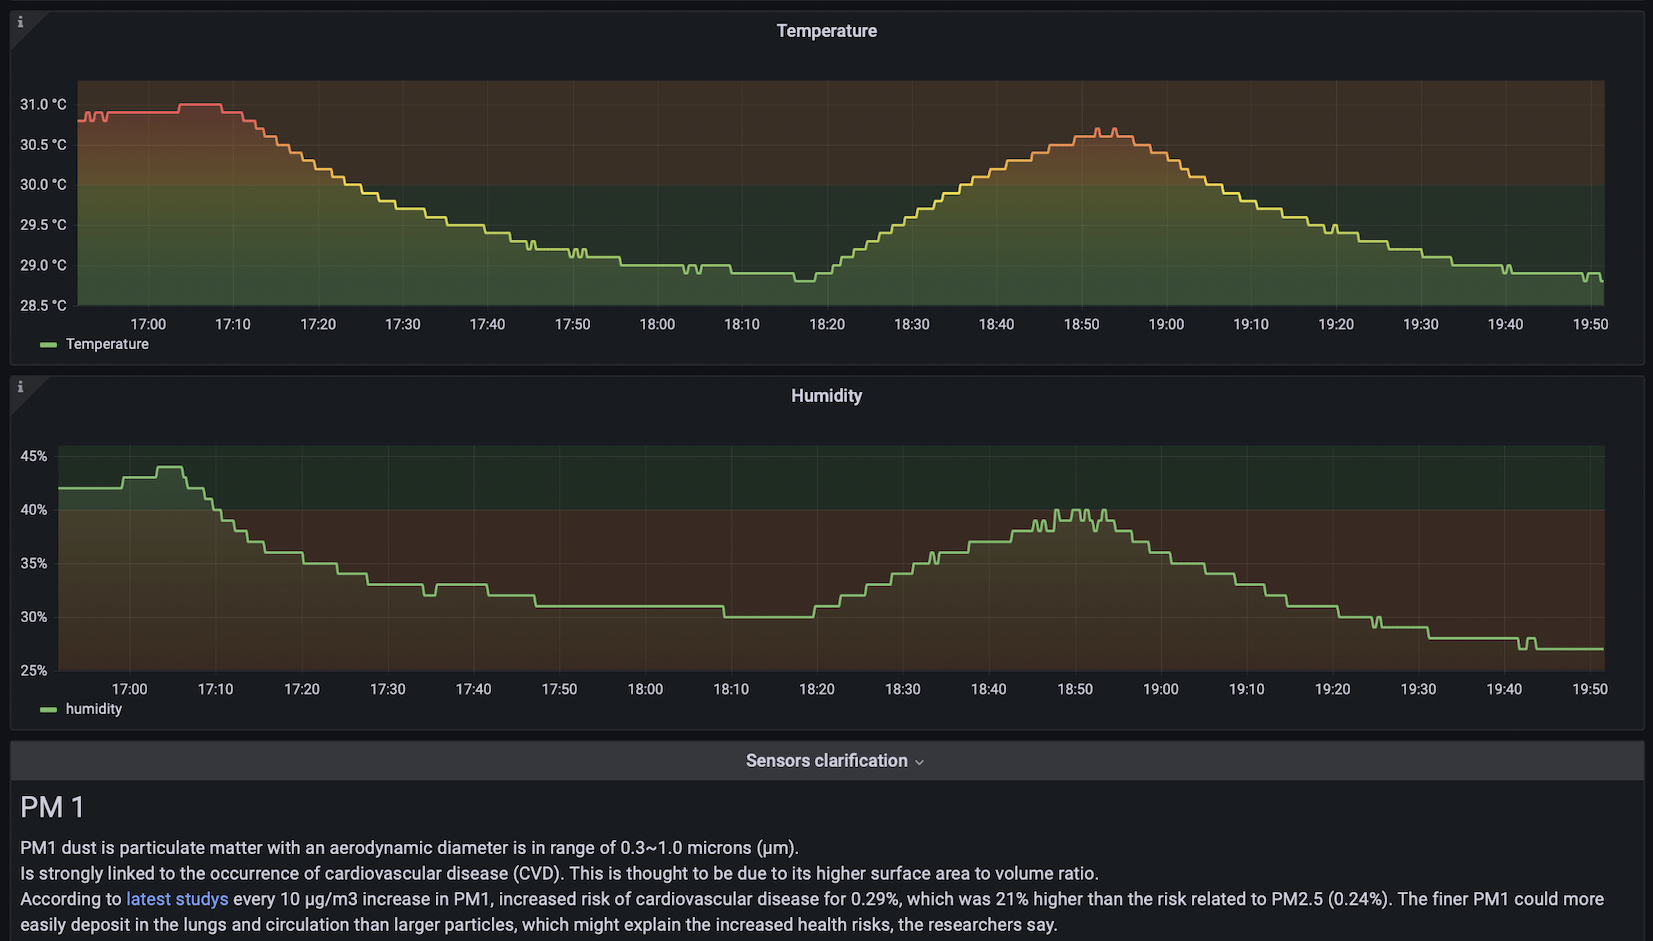 i
Temperature
31.0 °C
30.5 °C
30.0 °C
29.5 °C
29.0 °C
28.5 °C
17:00 17:10 17:20 17:30 17:40 17:50 18:00 18:10 18:20 18:30 18:40 18:50 19:00 19:10 19:20 19:30 19:40 19:50
Temperature
i
Humidity
45%
40%
35%
30%
25%
17:00 17:10 17:20 17:30 17:40 17:50 18:00 18:10 18:20 18:30 18:40 18:50 19:00 19:10 19:20 19:30 19:40 19:50
humidity
Sensors clarification
PM 1
PM1 dust is particulate matter with an aerodynamic diameter is in range of 0.3~1.0 microns (μm).
Is strongly linked to the occurrence of cardiovascular disease (CVD). This is thought to be due to its higher surface area to volume ratio.
According to latest studys every 10 μg/m3 increase in PM1, increased risk of cardiovascular disease for 0.29%, which was 21% higher than the risk related to PM2.5 (0.24%). The finer PM1 could more
easily deposit in the lungs and circulation than larger particles, which might explain the increased health risks, the researchers say.